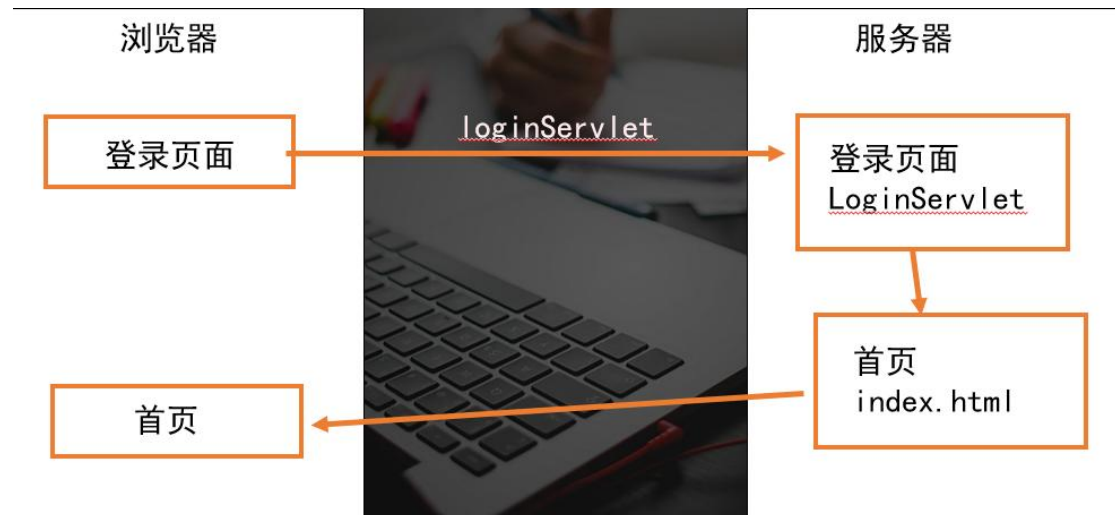 浏览器
服务器
登录页面
loginServlet
登录页面
LoginServlet
首页
index.html
首页